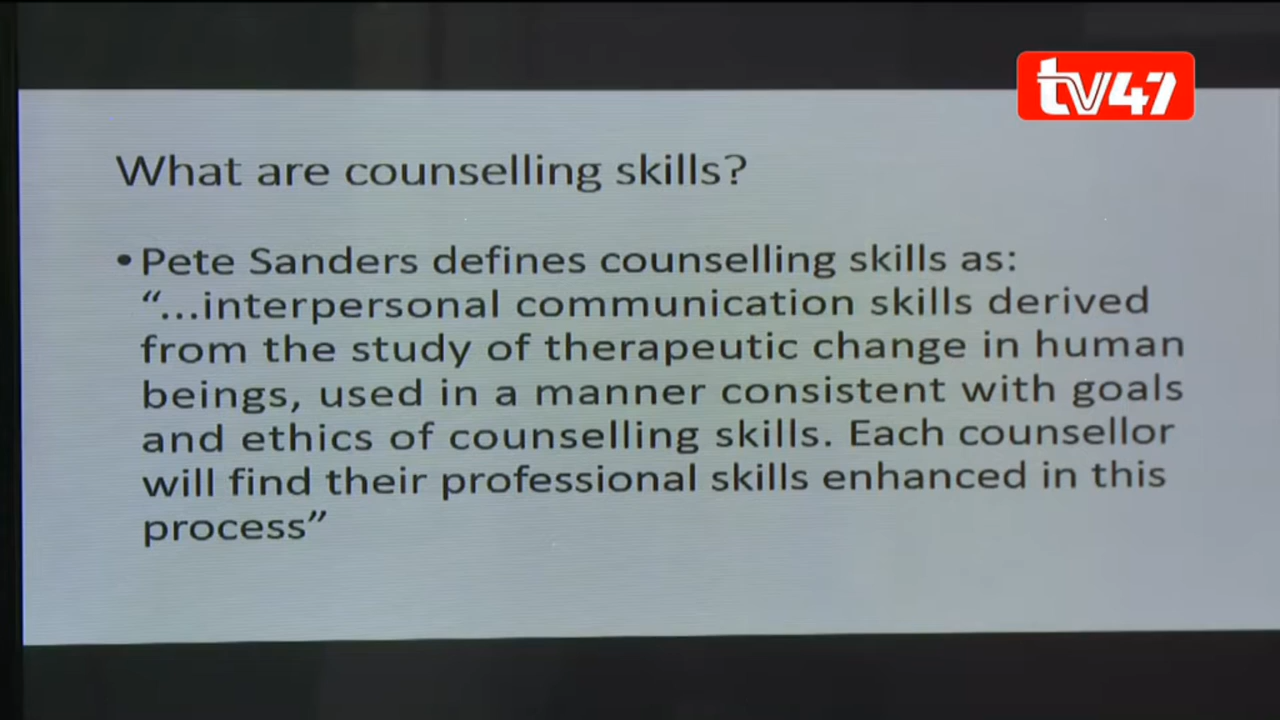 tv47
What are counselling skills?
• Pete Sanders defines counselling skills as:
“...interpersonal communication skills derived
from the study of therapeutic change in human
beings, used in a manner consistent with goals
and ethics of counselling skills. Each counsellor
will find their professional skills enhanced in this
process”